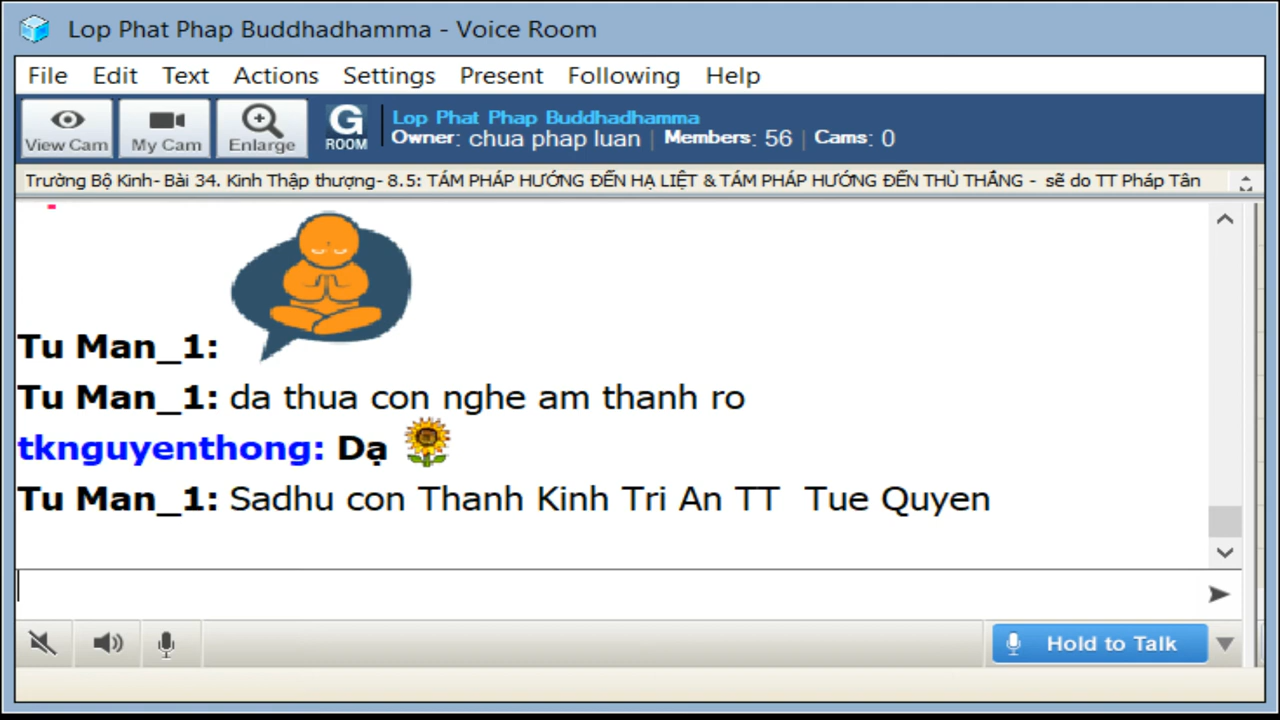 Lop Phat Phap Buddhadhamma - Voice Room
File Edit Text Actions Settings Present Following Help
View Cam My Cam Enlarge G ROOM
Lop Phat Phap Buddhadhamma
Owner: chua phap luan | Members: 56 | Cams: 0
Trường Bộ Kinh- Bài 34. Kinh Thập thượng- 8.5: TÁM PHÁP HƯỚNG ĐẾN HẠ LIỆT & TÁM PHÁP HƯỚNG ĐẾN THÙ THẮNG - sẽ do TT Pháp Tân
Tu Man_1:
Tu Man_1: da thua con nghe am thanh ro
tknguyenthong: Dạ
Tu Man_1: Sadhu con Thanh Kinh Tri An TT Tue Quyen
Hold to Talk